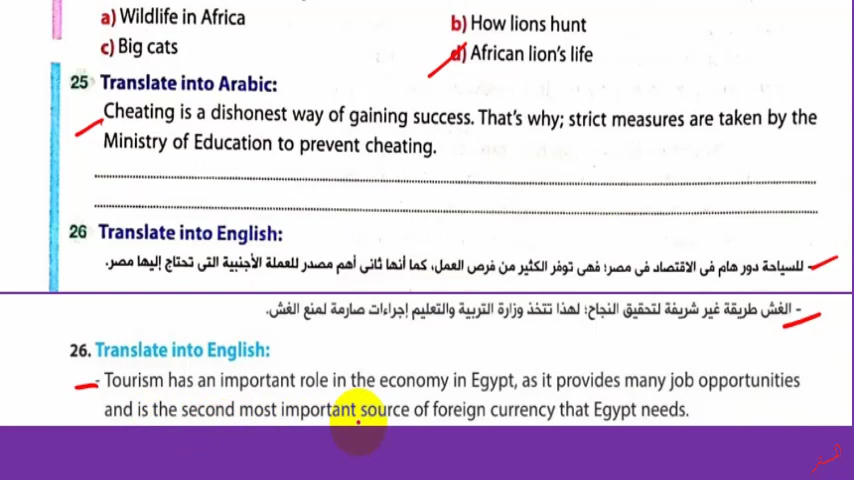 a) Wildlife in Africa b) How lions hunt
c) Big cats d) African lion's life
25 Translate into Arabic:
Cheating is a dishonest way of gaining success. That's why; strict measures are taken by the
Ministry of Education to prevent cheating.
26 Translate into English:
- للسياحة دور هام فى الاقتصاد فى مصر؛ فهى توفر الكثير من فرص العمل، كما أنها ثانى أهم مصدر للعملة الأجنبية التى تحتاج إليها مصر.
- الغش طريقة غير شريفة لتحقيق النجاح؛ لهذا تتخذ وزارة التربية والتعليم إجراءات صارمة لمنع الغش.
26. Translate into English:
- Tourism has an important role in the economy in Egypt, as it provides many job opportunities
and is the second most important source of foreign currency that Egypt needs.